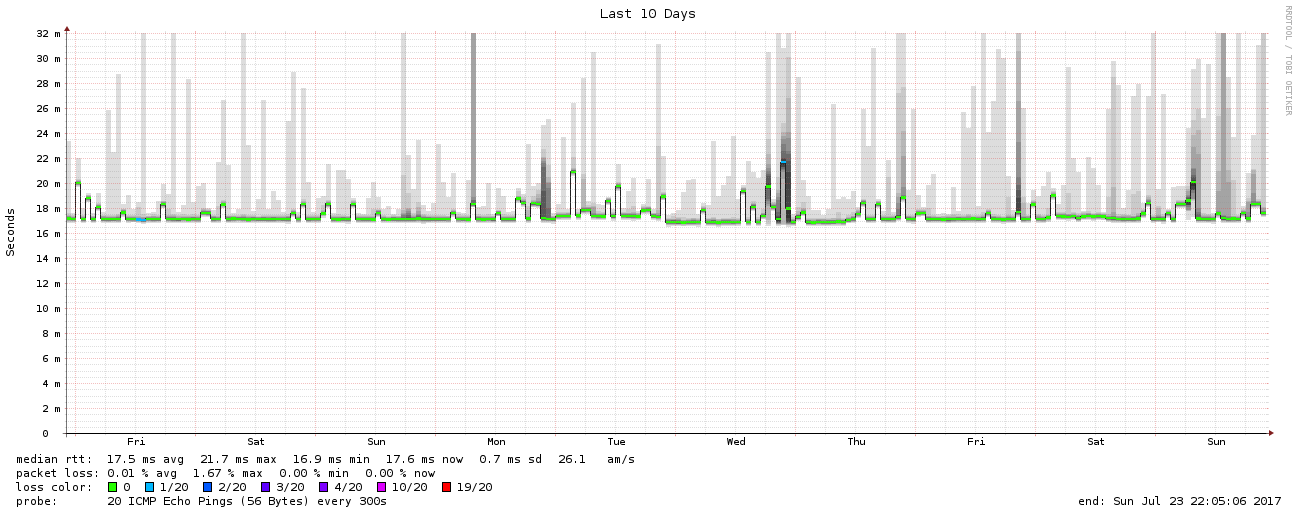 Last 10 Days
RRDTOOL / TOBI OETIKER
Seconds
32 m
30 m
28 m
26 m
24 m
22 m
20 m
18 m
16 m
14 m
12 m
10 m
8 m
6 m
4 m
2 m
0
Fri Sat Sun Mon Tue Wed Thu Fri Sat Sun
median rtt: 17.5 ms avg 21.7 ms max 16.9 ms min 17.6 ms now 0.7 ms sd 26.1 am/s
packet loss: 0.01 % avg 1.67 % max 0.00 % min 0.00 % now
loss color: 0 1/20 2/20 3/20 4/20 10/20 19/20
probe: 20 ICMP Echo Pings (56 Bytes) every 300s end: Sun Jul 23 22:05:06 2017